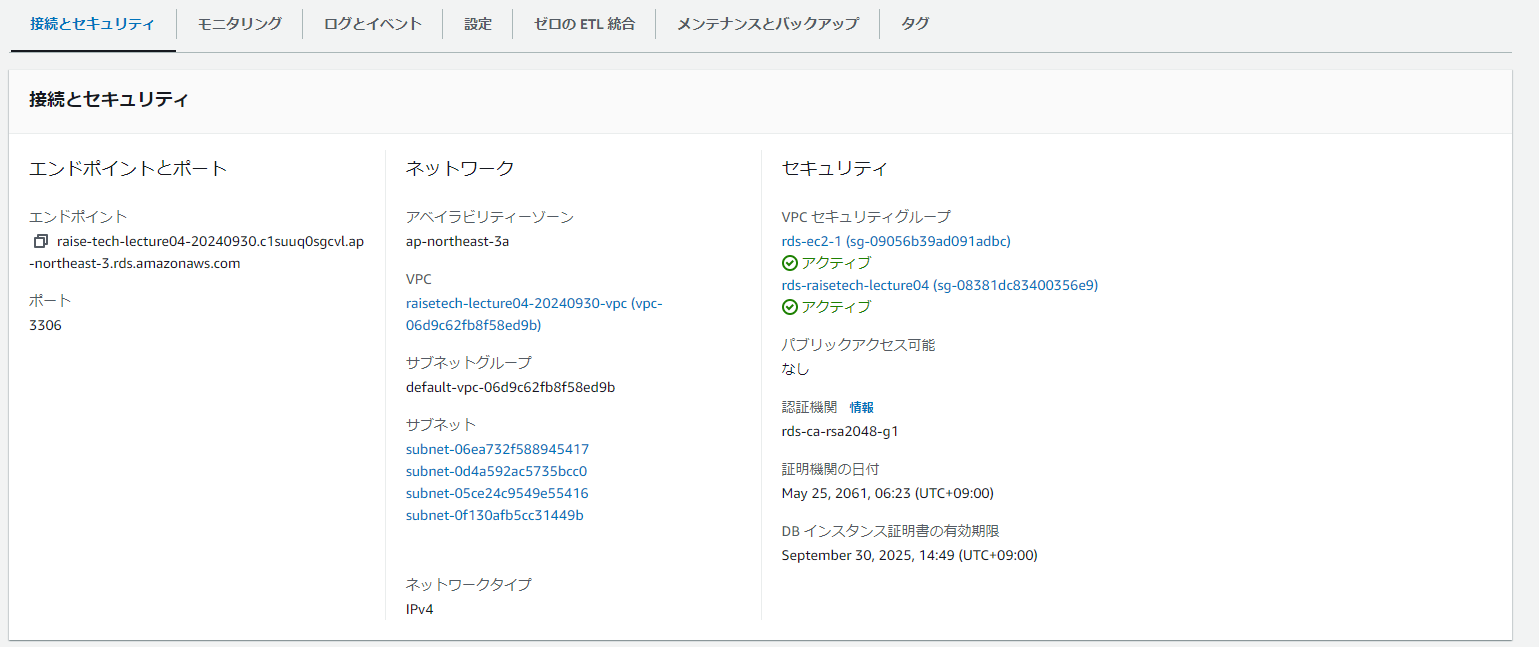 接続とセキュリティ
モニタリング
ログとイベント
設定
ゼロの ETL 統合
メンテナンスとバックアップ
タグ
接続とセキュリティ
エンドポイントとポート
エンドポイント
raise-tech-lecture04-20240930.c1suuq0sgcvl.ap
-northeast-3.rds.amazonaws.com
ポート
3306
ネットワーク
アベイラビリティーゾーン
ap-northeast-3a
VPC
raisetech-lecture04-20240930-vpc (vpc-
06d9c62fb8f58ed9b)
サブネットグループ
default-vpc-06d9c62fb8f58ed9b
サブネット
subnet-06ea732f588945417
subnet-0d4a592ac5735bcc0
subnet-05ce24c9549e55416
subnet-0f130afb5cc31449b
ネットワークタイプ
IPv4
セキュリティ
VPC セキュリティグループ
rds-ec2-1 (sg-09056b39ad091adbc)
アクティブ
rds-raisetech-lecture04 (sg-08381dc83400356e9)
アクティブ
パブリックアクセス可能
なし
認証機関 情報
rds-ca-rsa2048-g1
証明機関の日付
May 25, 2061, 06:23 (UTC+09:00)
DB インスタンス証明書の有効期限
September 30, 2025, 14:49 (UTC+09:00)